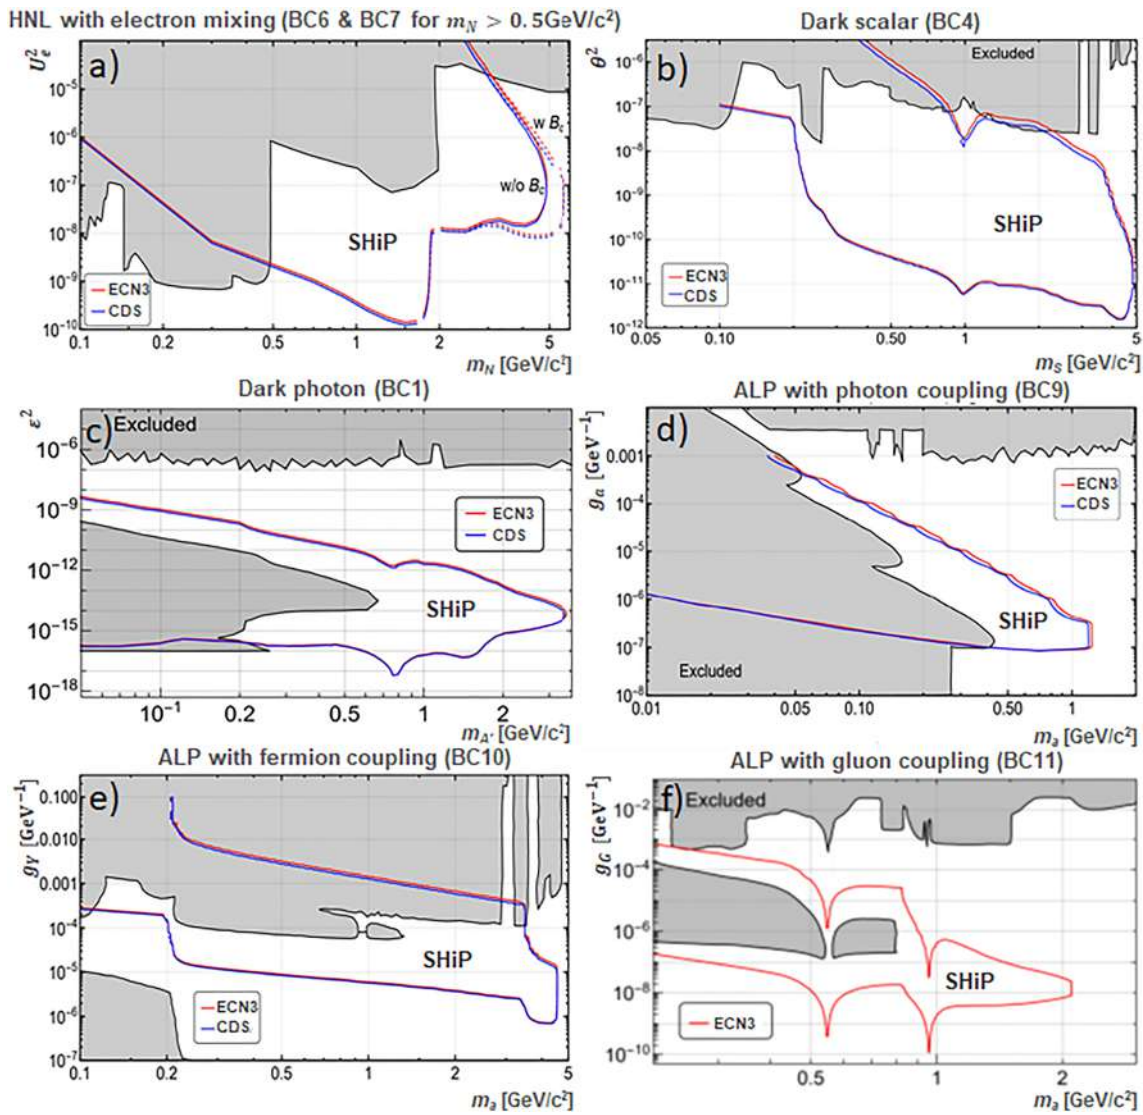 HNL with electron mixing (BC6 & BC7 for m_N > 0.5GeV/c²)
a)
U_e²
10⁻⁵
10⁻⁶
10⁻⁷
10⁻⁸
10⁻⁹
10⁻¹⁰
w B_c
w/o B_c
SHiP
ECN3
CDS
0.1 0.2 0.5 1 2 5
m_N [GeV/c²]
Dark scalar (BC4)
b)
Excluded
θ²
10⁻⁶
10⁻⁷
10⁻⁸
10⁻⁹
10⁻¹⁰
10⁻¹¹
10⁻¹²
SHiP
ECN3
CDS
0.05 0.10 0.50 1 5
m_S [GeV/c²]
Dark photon (BC1)
c)
Excluded
ε²
10⁻⁶
10⁻⁹
10⁻¹²
10⁻¹⁵
10⁻¹⁸
ECN3
CDS
SHiP
10⁻¹ 0.2 0.5 1 2
m_A' [GeV/c²]
ALP with photon coupling (BC9)
d)
g_a [GeV⁻¹]
0.001
10⁻⁴
10⁻⁵
10⁻⁶
10⁻⁷
10⁻⁸
ECN3
CDS
SHiP
Excluded
0.01 0.05 0.10 0.50 1
m_a [GeV/c²]
ALP with fermion coupling (BC10)
e)
g_Y [GeV⁻¹]
0.100
0.010
0.001
10⁻⁴
10⁻⁵
10⁻⁶
10⁻⁷
SHiP
ECN3
CDS
0.1 0.2 0.5 1 2 5
m_a [GeV/c²]
ALP with gluon coupling (BC11)
f)
Excluded
g_G [GeV⁻¹]
10⁻²
10⁻⁴
10⁻⁶
10⁻⁸
10⁻¹⁰
SHiP
ECN3
0.5 1 2
m_a [GeV/c²]